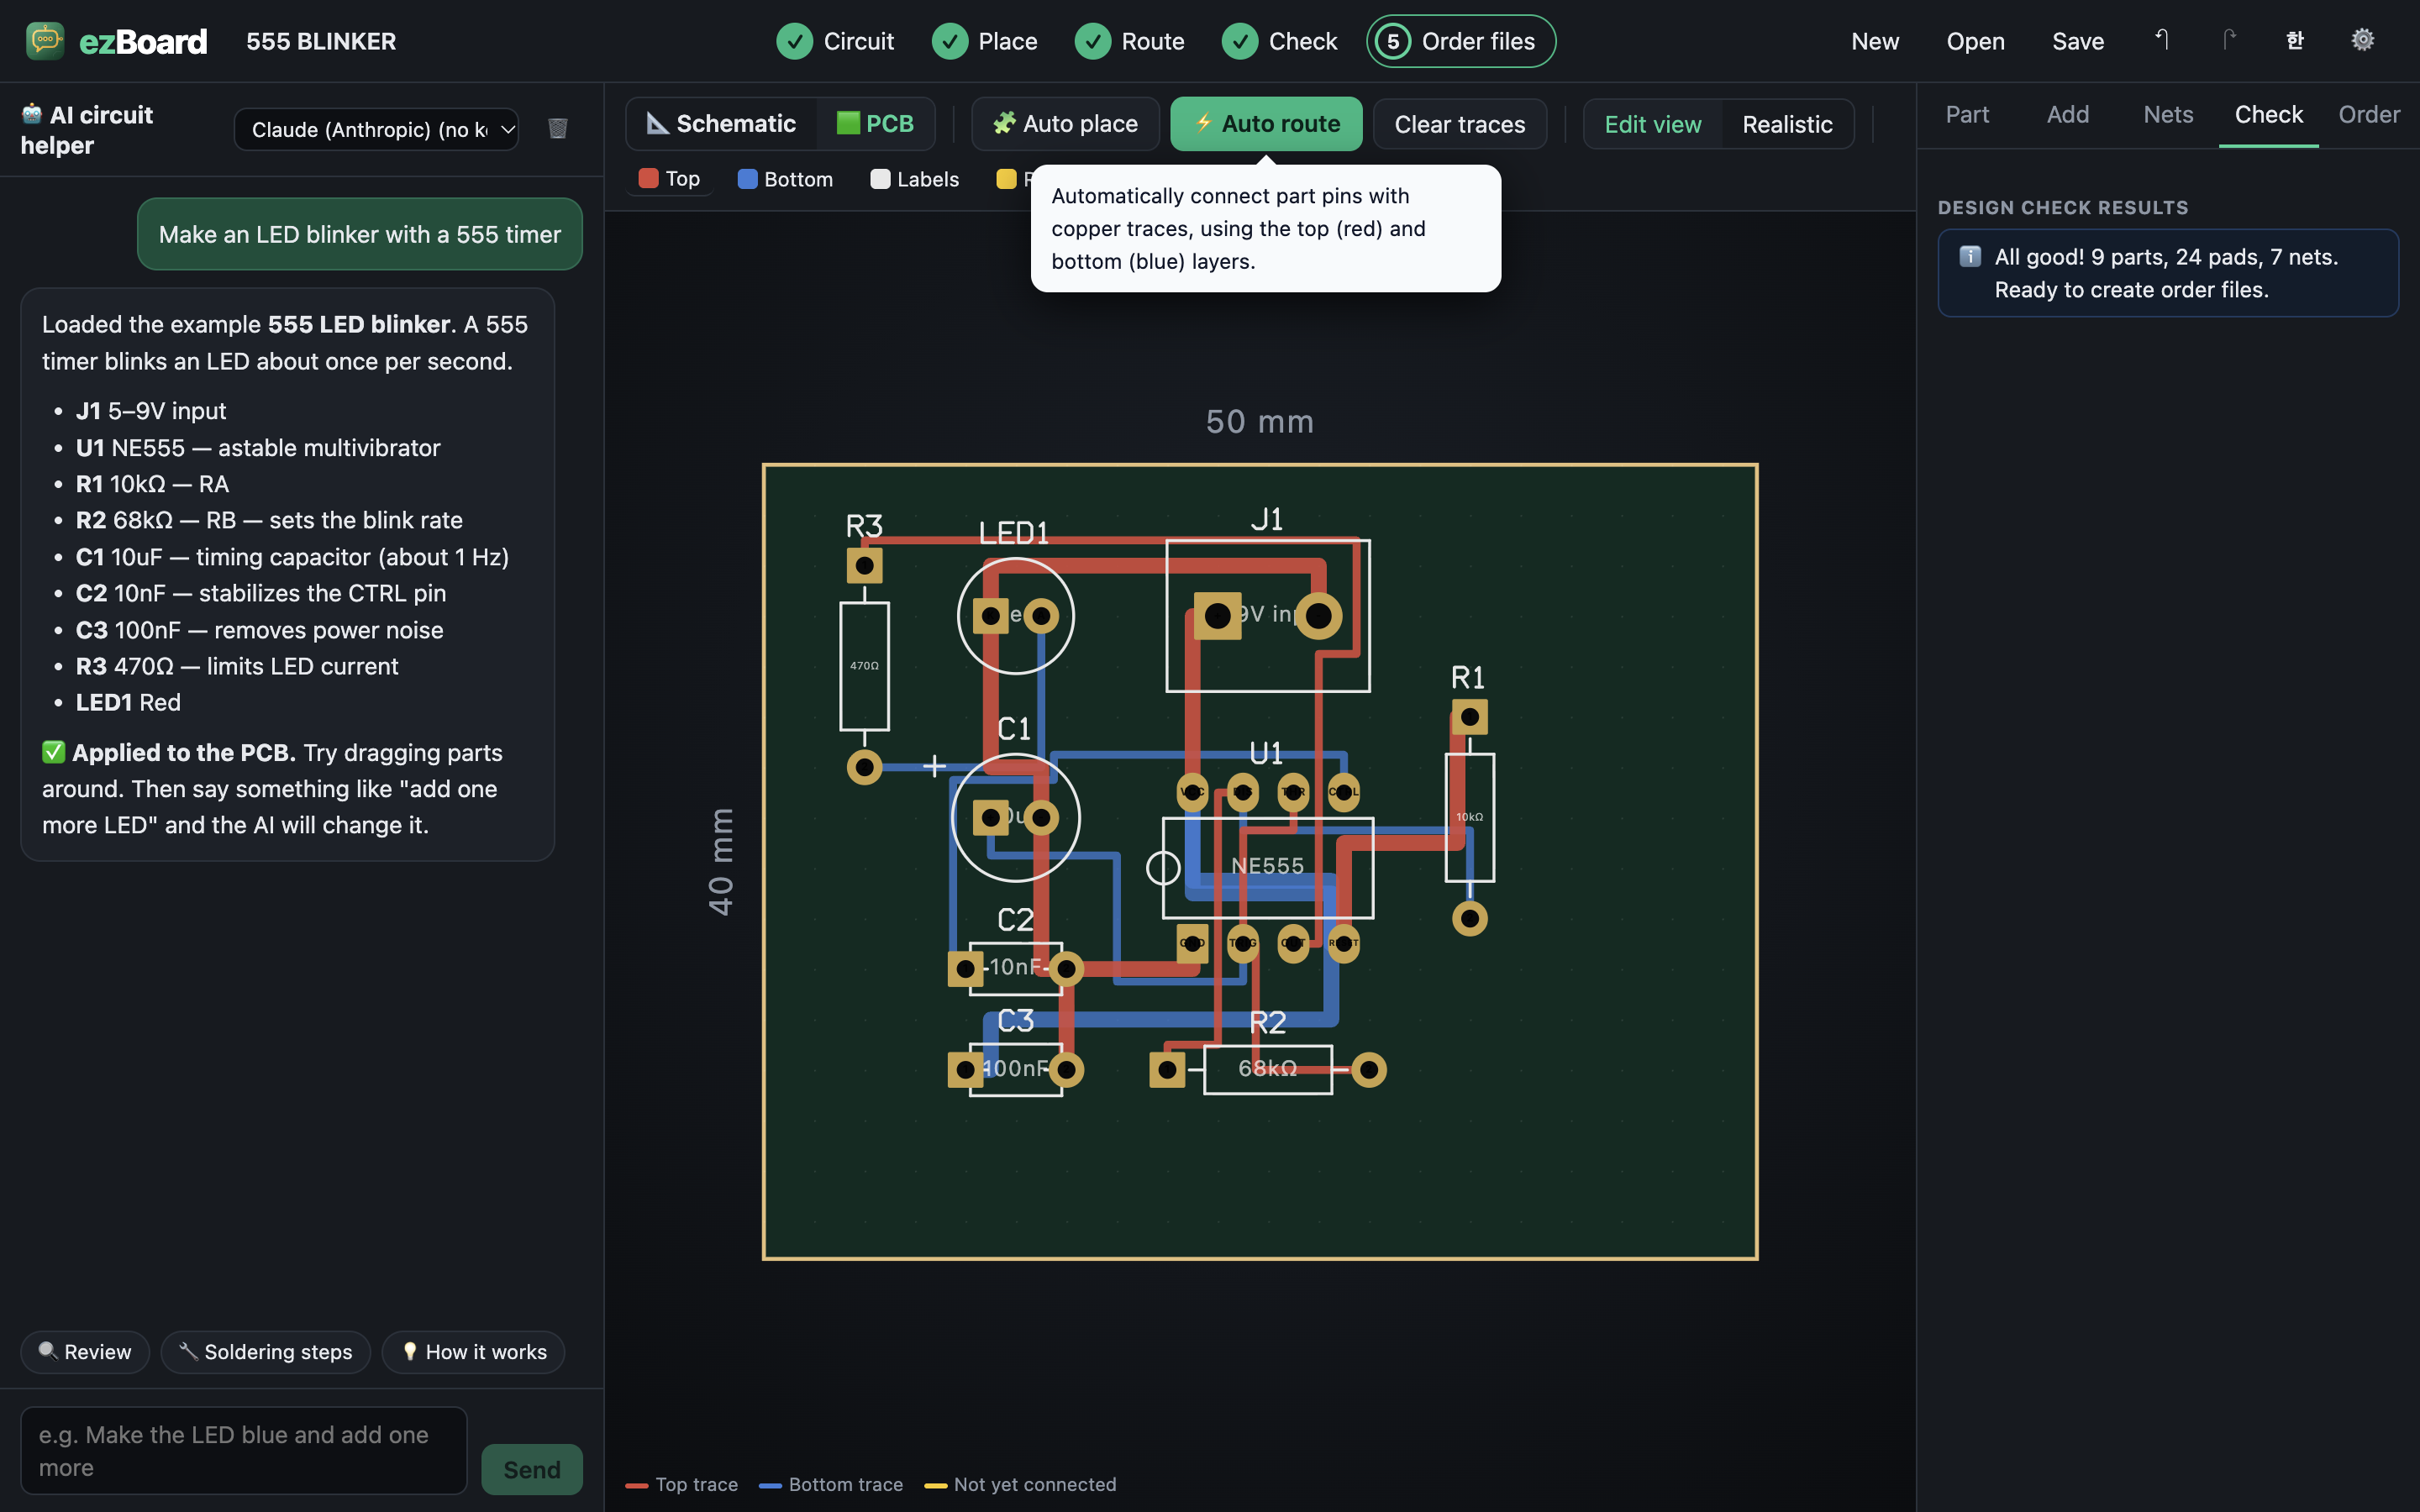 ezBoard
555 BLINKER
Circuit
Place
Route
Check
5 Order files
New
Open
Save
한
AI circuit
helper
Claude (Anthropic) (no k
Schematic
PCB
Auto place
Auto route
Clear traces
Edit view
Realistic
Part
Add
Nets
Check
Order
Top
Bottom
Labels
Automatically connect part pins with
copper traces, using the top (red) and
bottom (blue) layers.
Make an LED blinker with a 555 timer
Loaded the example 555 LED blinker. A 555
timer blinks an LED about once per second.
• J1 5–9V input
• U1 NE555 — astable multivibrator
• R1 10kΩ — RA
• R2 68kΩ — RB — sets the blink rate
• C1 10uF — timing capacitor (about 1 Hz)
• C2 10nF — stabilizes the CTRL pin
• C3 100nF — removes power noise
• R3 470Ω — limits LED current
• LED1 Red
Applied to the PCB. Try dragging parts
around. Then say something like "add one
more LED" and the AI will change it.
Review
Soldering steps
How it works
e.g. Make the LED blue and add one
more
Send
DESIGN CHECK RESULTS
All good! 9 parts, 24 pads, 7 nets.
Ready to create order files.
50 mm
40 mm
R3
LED1
J1
470Ω
R1
C1
+
U1
10kΩ
NE555
C2
10nF
C3
R2
100nF
68kΩ
Top trace
Bottom trace
Not yet connected